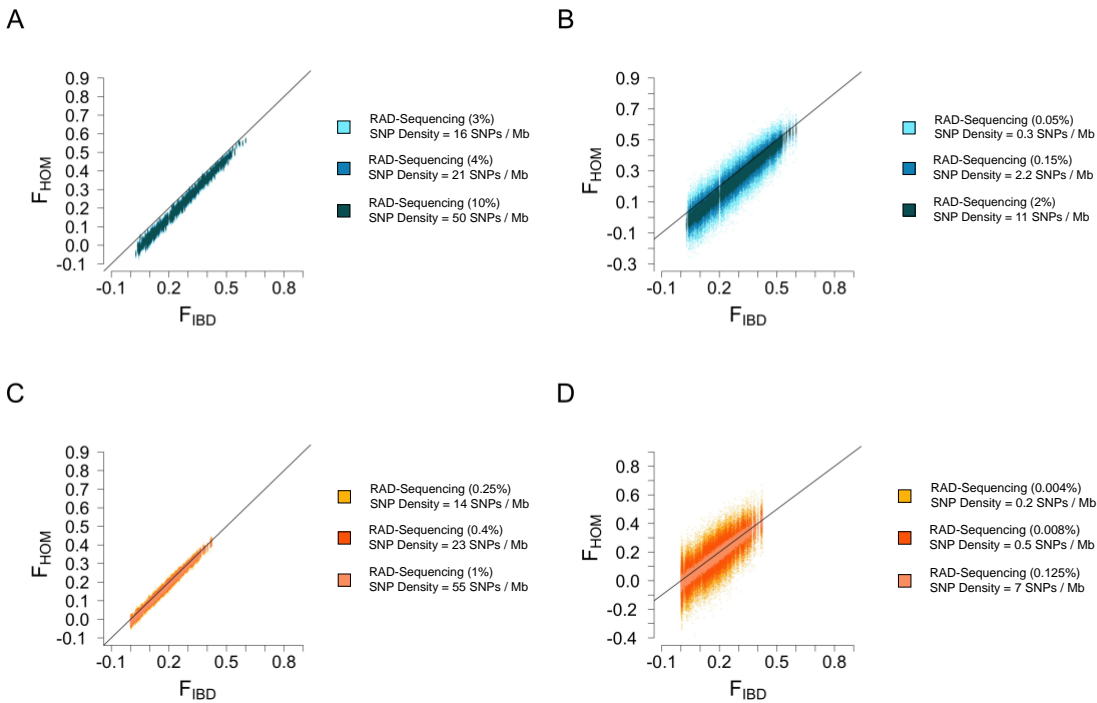 A
0.9
0.8
0.7
0.6
0.5
0.4
0.3
0.2
0.1
0.0
-0.1
F_HOM
-0.1 0.2 0.5 0.8
F_IBD
RAD-Sequencing (3%)
SNP Density = 16 SNPs / Mb
RAD-Sequencing (4%)
SNP Density = 21 SNPs / Mb
RAD-Sequencing (10%)
SNP Density = 50 SNPs / Mb
B
0.9
0.7
0.5
0.3
0.1
-0.1
-0.3
F_HOM
-0.1 0.2 0.5 0.8
F_IBD
RAD-Sequencing (0.05%)
SNP Density = 0.3 SNPs / Mb
RAD-Sequencing (0.15%)
SNP Density = 2.2 SNPs / Mb
RAD-Sequencing (2%)
SNP Density = 11 SNPs / Mb
C
0.9
0.8
0.7
0.6
0.5
0.4
0.3
0.2
0.1
0.0
-0.1
F_HOM
-0.1 0.2 0.5 0.8
F_IBD
RAD-Sequencing (0.25%)
SNP Density = 14 SNPs / Mb
RAD-Sequencing (0.4%)
SNP Density = 23 SNPs / Mb
RAD-Sequencing (1%)
SNP Density = 55 SNPs / Mb
D
0.8
0.6
0.4
0.2
0.0
-0.2
-0.4
F_HOM
-0.1 0.2 0.5 0.8
F_IBD
RAD-Sequencing (0.004%)
SNP Density = 0.2 SNPs / Mb
RAD-Sequencing (0.008%)
SNP Density = 0.5 SNPs / Mb
RAD-Sequencing (0.125%)
SNP Density = 7 SNPs / Mb